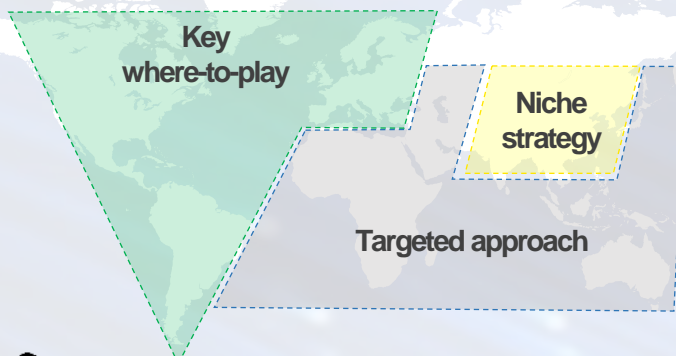 Key
where-to-play
Niche
strategy
Targeted approach